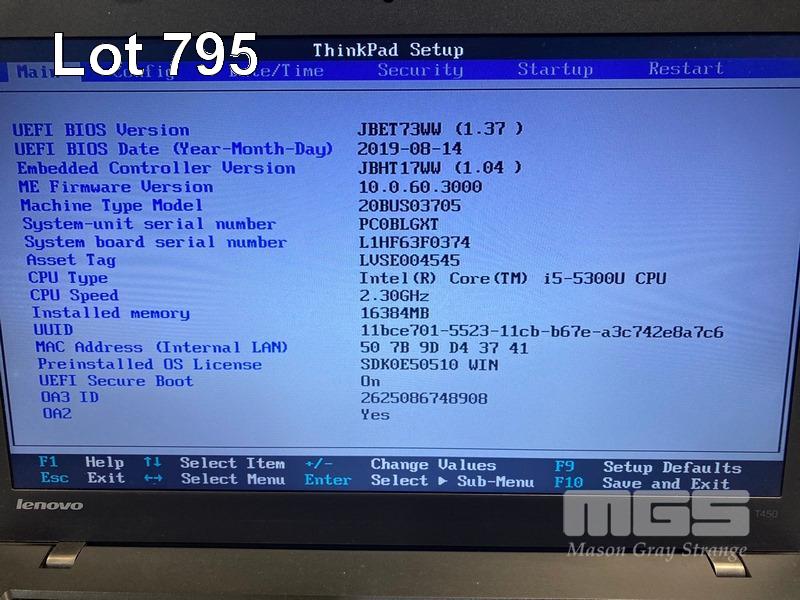 Lot 795
ThinkPad Setup
Main Config Date/Time Security Startup Restart
UEFI BIOS Version JBET73WW (1.37 )
UEFI BIOS Date (Year-Month-Day) 2019-08-14
Embedded Controller Version JBHT17WW (1.04 )
ME Firmware Version 10.0.60.3000
Machine Type Model 20BUS03705
System-unit serial number PC0BLGXT
System board serial number L1HF63F0374
Asset Tag LVSE004545
CPU Type Intel(R) Core(TM) i5-5300U CPU
CPU Speed 2.30GHz
Installed memory 16384MB
UUID 11bce701-5523-11cb-b67e-a3c742e8a7c6
MAC Address (Internal LAN) 50 7B 9D D4 37 41
Preinstalled OS License SDK0E50510 WIN
UEFI Secure Boot On
OA3 ID 2625086748908
OA2 Yes
F1 Help ↑↓ Select Item +/- Change Values F9 Setup Defaults
Esc Exit ←→ Select Menu Enter Select ▶ Sub-Menu F10 Save and Exit
lenovo
T450
MGS
Mason Gray Strange